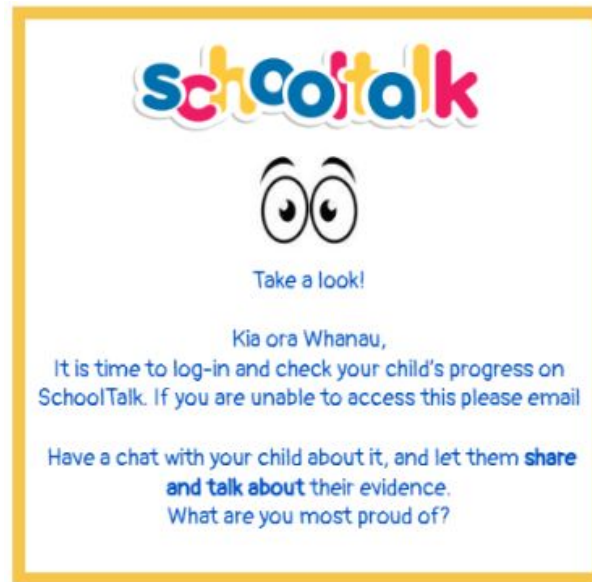 schooltalk
Take a look!
Kia ora Whanau,
It is time to log-in and check your child's progress on
SchoolTalk. If you are unable to access this please email
Have a chat with your child about it, and let them share
and talk about their evidence.
What are you most proud of?